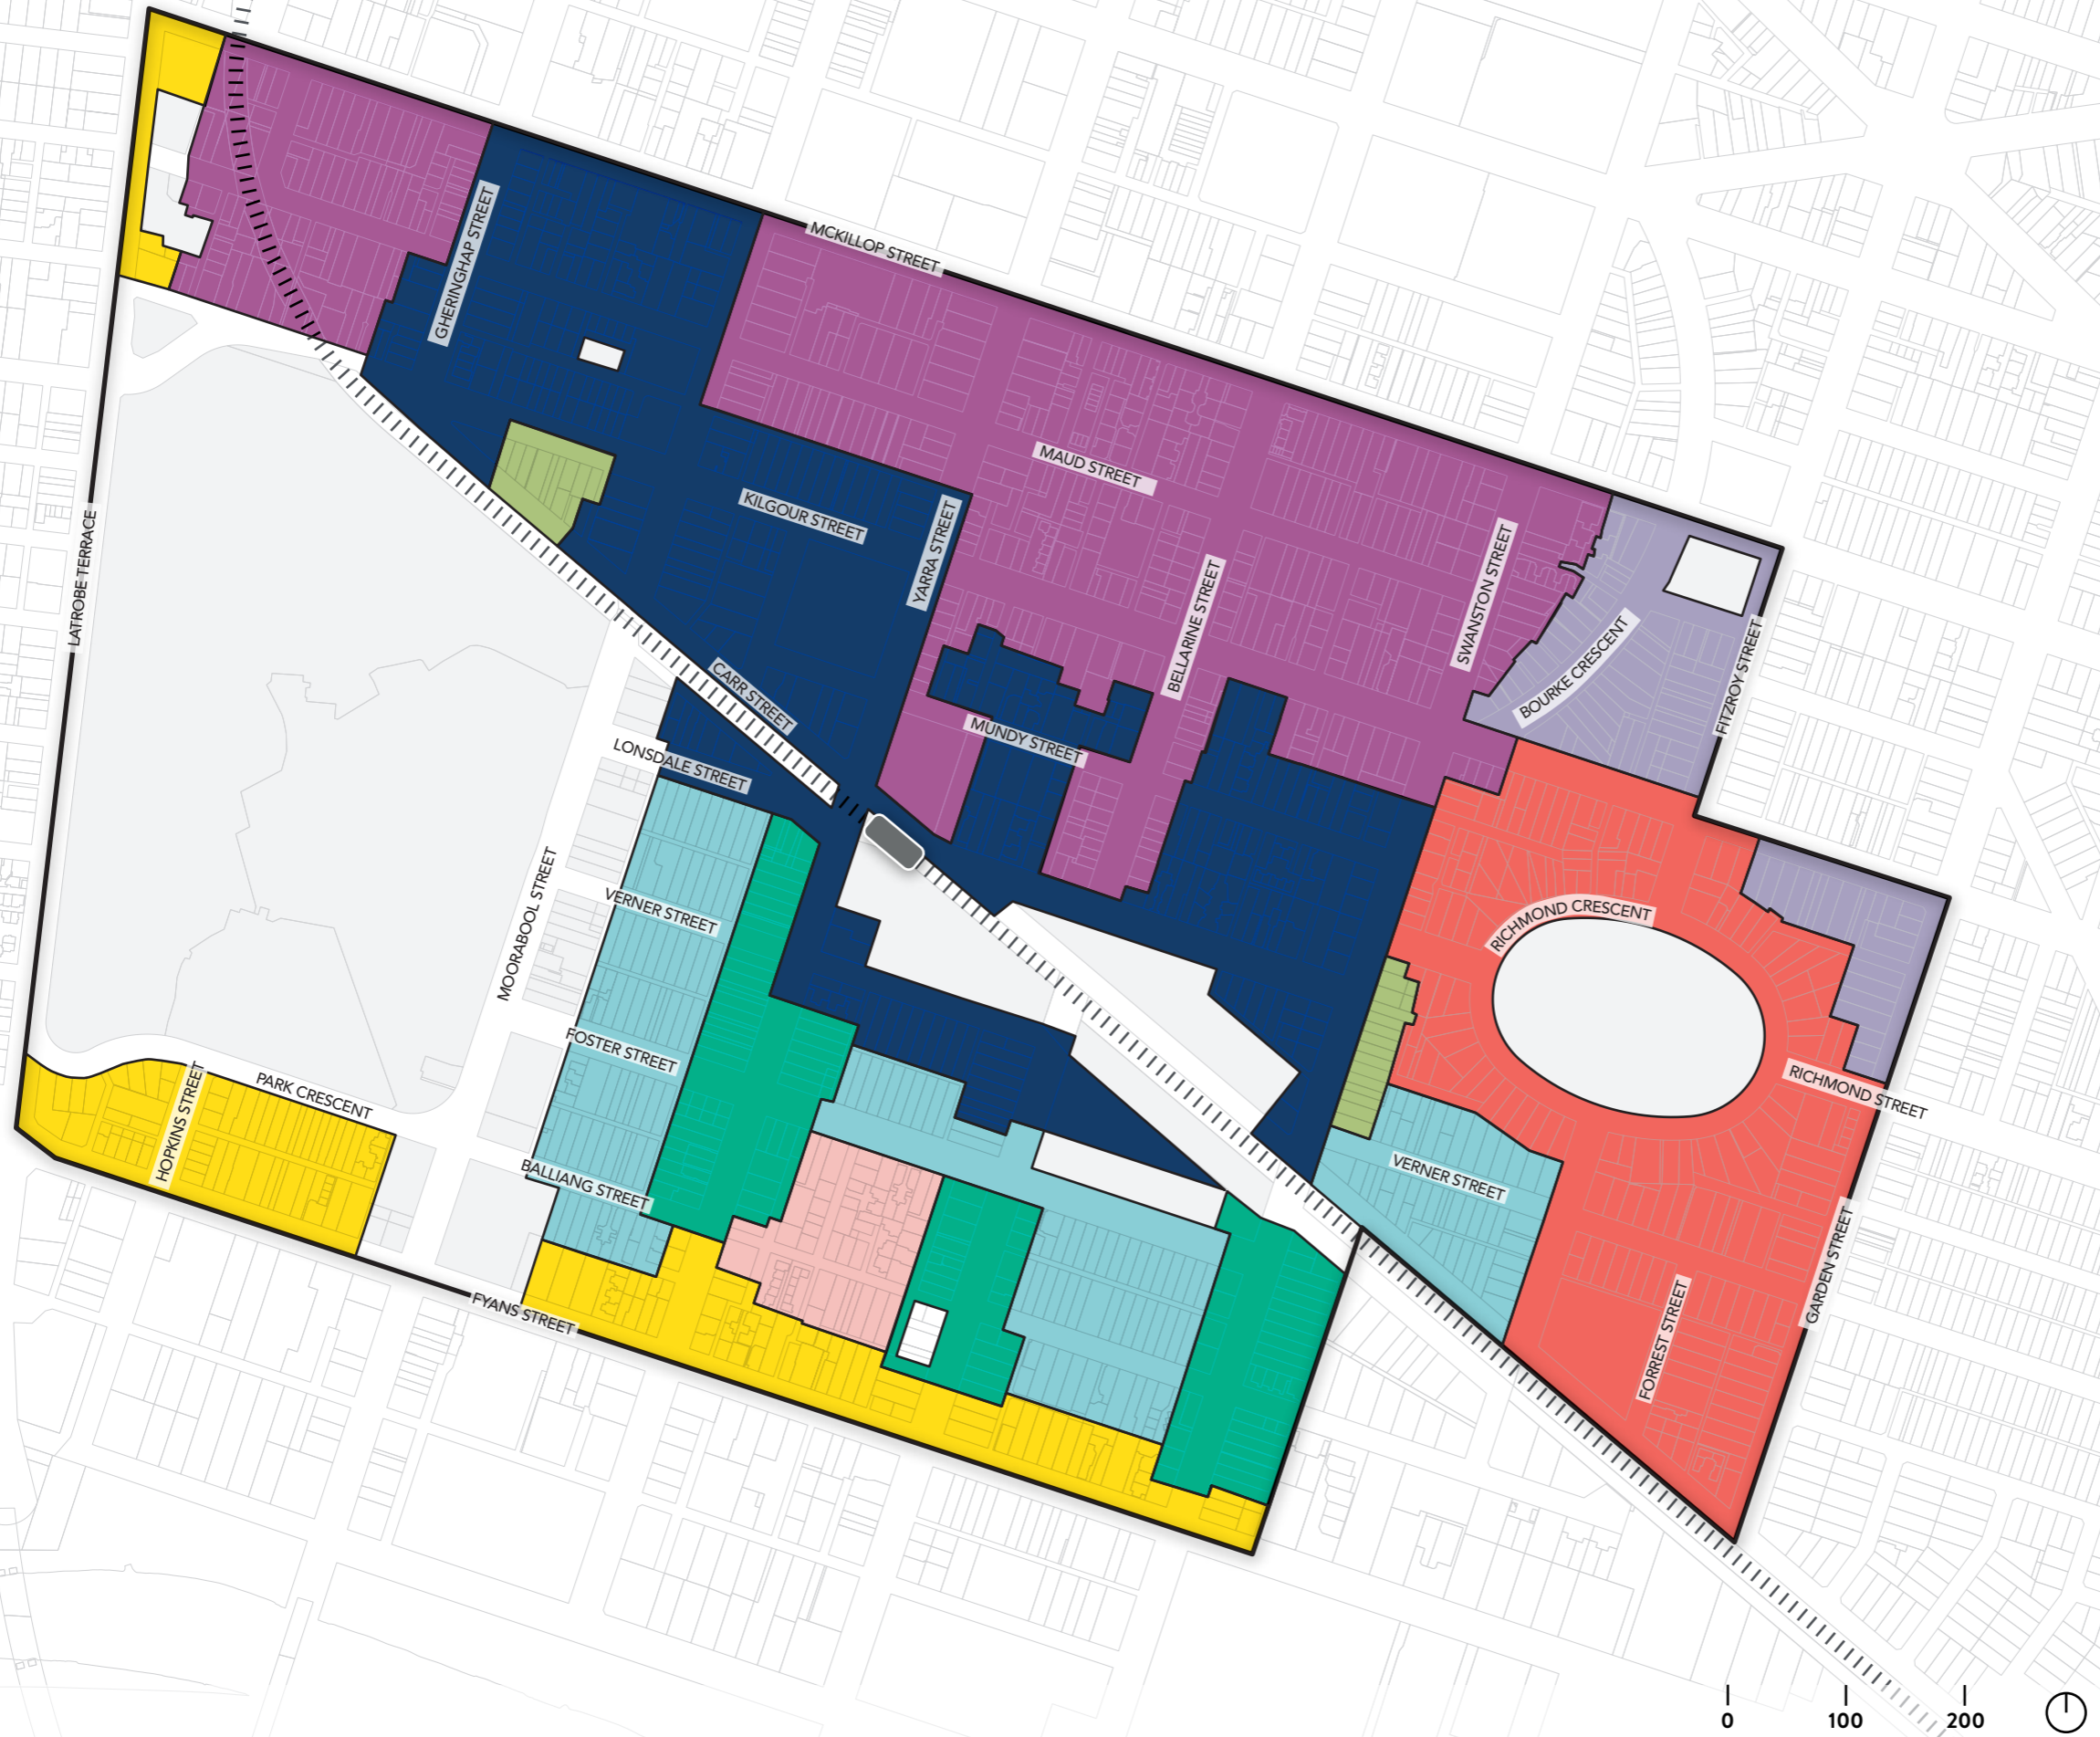 MCKILLOP STREET
GHERINGHAP STREET
MAUD STREET
KILGOUR STREET
YARRA STREET
LATROBE TERRACE
BELLARINE STREET
SWANSTON STREET
BOURKE CRESCENT
FITZROY STREET
CARR STREET
MUNDY STREET
LONSDALE STREET
VERNER STREET
MOORABOOL STREET
RICHMOND CRESCENT
FOSTER STREET
PARK CRESCENT
HOPKINS STREET
RICHMOND STREET
BALLIANG STREET
VERNER STREET
GARDEN STREET
FORREST STREET
FYANS STREET
0 100 200